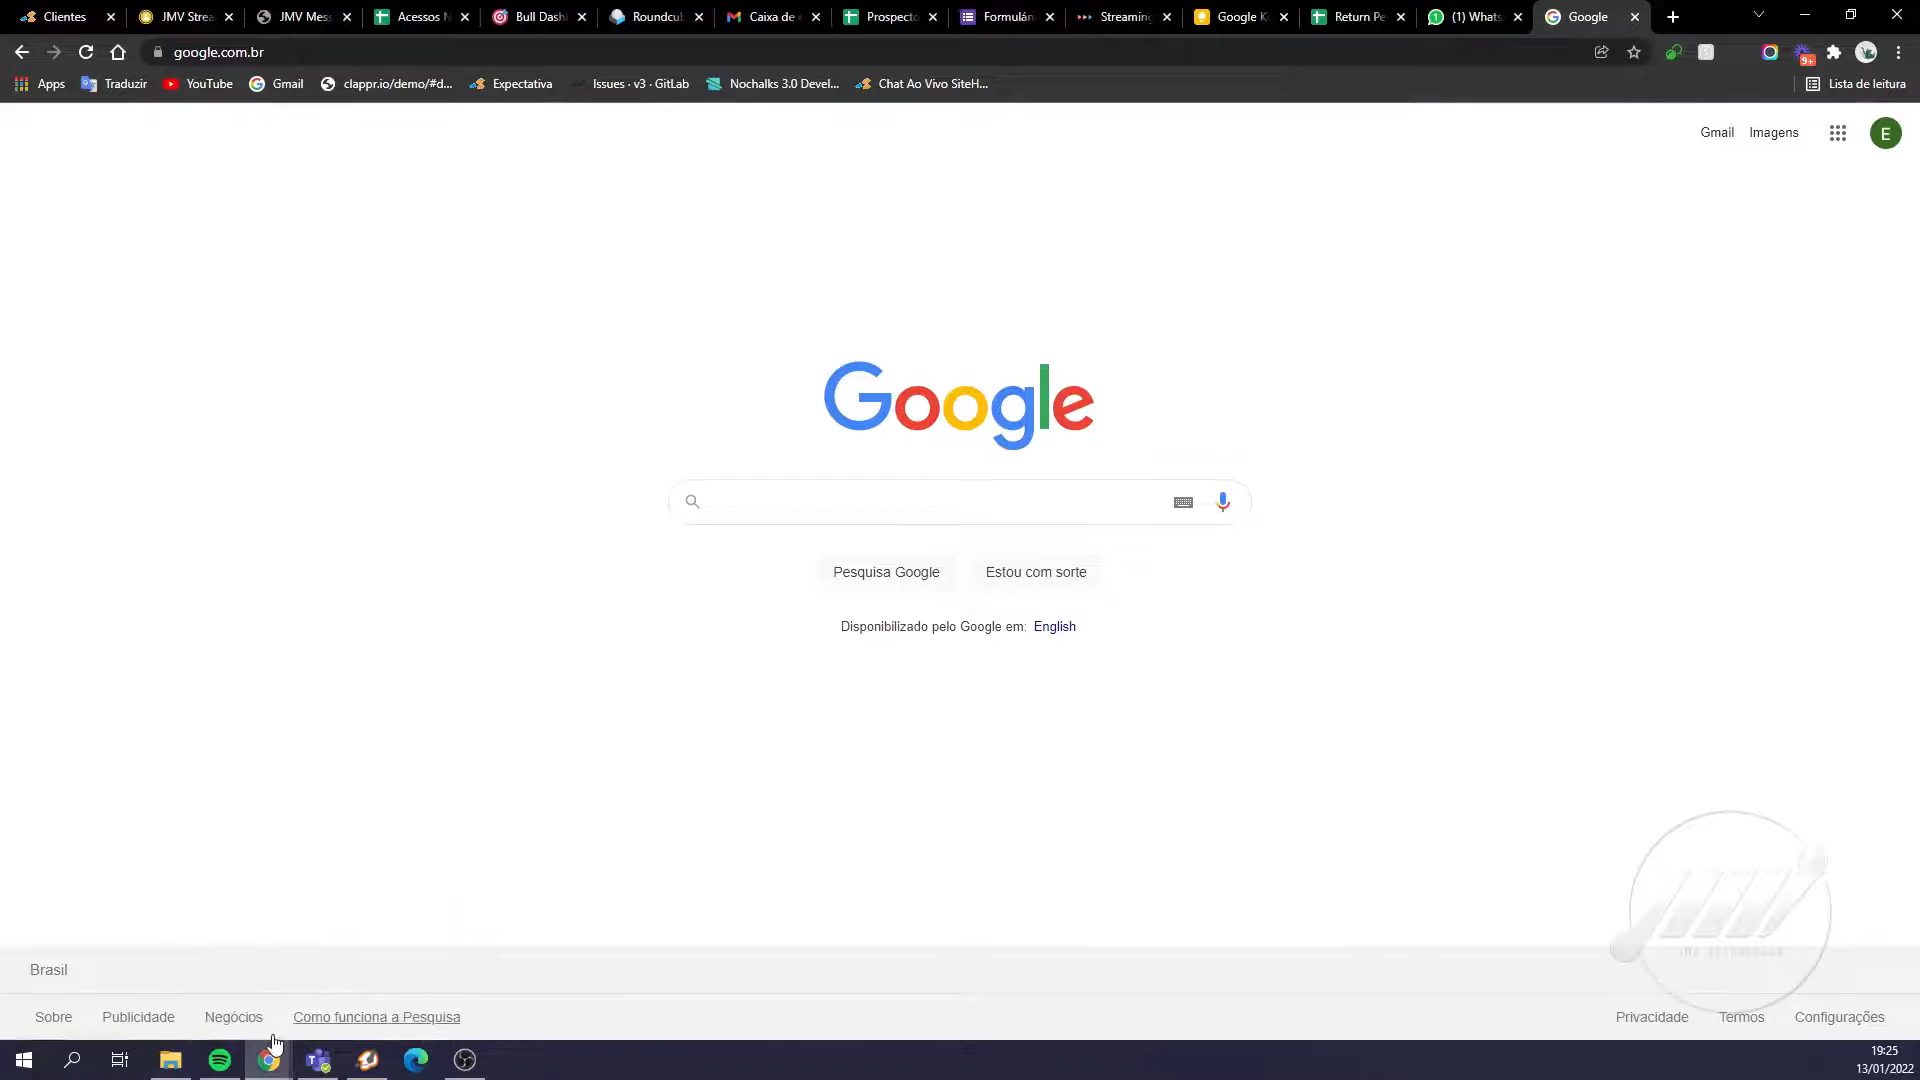 Clientes
JMV Strea
JMV Mess
Acessos N
Bull Dash
Roundcub
Caixa de e
Prospecto
Formulári
Streaming
Google K
Return Pe
(1) Whats
Google
google.com.br
Apps
Traduzir
YouTube
Gmail
clappr.io/demo/#d...
Expectativa
Issues · v3 · GitLab
Nochalks 3.0 Devel...
Chat Ao Vivo SiteH...
Lista de leitura
9+
Gmail
Imagens
E
Google
Pesquisa Google
Estou com sorte
Disponibilizado pelo Google em: English
Brasil
Sobre
Publicidade
Negócios
Como funciona a Pesquisa
Privacidade
Termos
Configurações
19:25
13/01/2022